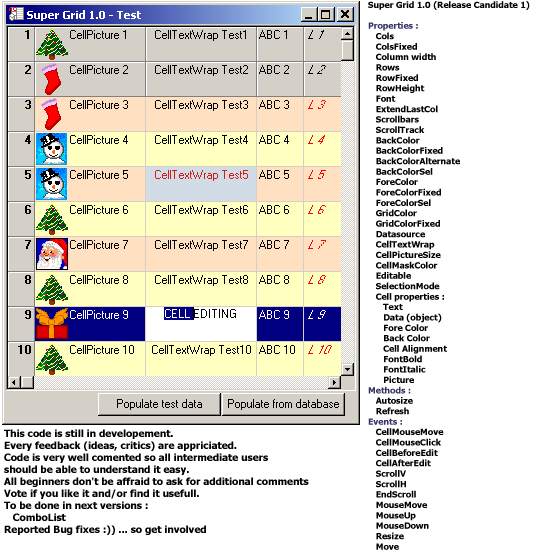 Super Grid 1.0 - Test
1 CellPicture 1 CellTextWrap Test1 ABC 1 L 1
2 CellPicture 2 CellTextWrap Test2 ABC 2 L 2
3 CellPicture 3 CellTextWrap Test3 ABC 3 L 3
4 CellPicture 4 CellTextWrap Test4 ABC 4 L 4
5 CellPicture 5 CellTextWrap Test5 ABC 5 L 5
6 CellPicture 6 CellTextWrap Test6 ABC 6 L 6
7 CellPicture 7 CellTextWrap Test7 ABC 7 L 7
8 CellPicture 8 CellTextWrap Test8 ABC 8 L 8
9 CellPicture 9 CELL EDITING ABC 9 L 9
10 CellPicture 10 CellTextWrap Test10 ABC 10 L 10
Populate test data Populate from database
This code is still in developement.
Every feedback (ideas, critics) are appriciated.
Code is very well comented so all intermediate users
should be able to understand it easy.
All beginners don't be affraid to ask for additional comments
Vote if you like it and/or find it usefull.
To be done in next versions :
ComboList
Reported Bug fixes :)) ... so get involved
Super Grid 1.0 (Release Candidate 1)
Properties :
Cols
ColsFixed
Column width
Rows
RowFixed
RowHeight
Font
ExtendLastCol
Scrollbars
ScrollTrack
BackColor
BackColorFixed
BackColorAlternate
BackColorSel
ForeColor
ForeColorFixed
ForeColorSel
GridColor
GridColorFixed
Datasource
CellTextWrap
CellPictureSize
CellMaskColor
Editable
SelectionMode
Cell properties :
Text
Data (object)
Fore Color
Back Color
Cell Alignment
FontBold
FontItalic
Picture
Methods :
Autosize
Refresh
Events :
CellMouseMove
CellMouseClick
CellBeforeEdit
CellAfterEdit
ScrollV
ScrollH
EndScroll
MouseMove
MouseUp
MouseDown
Resize
Move